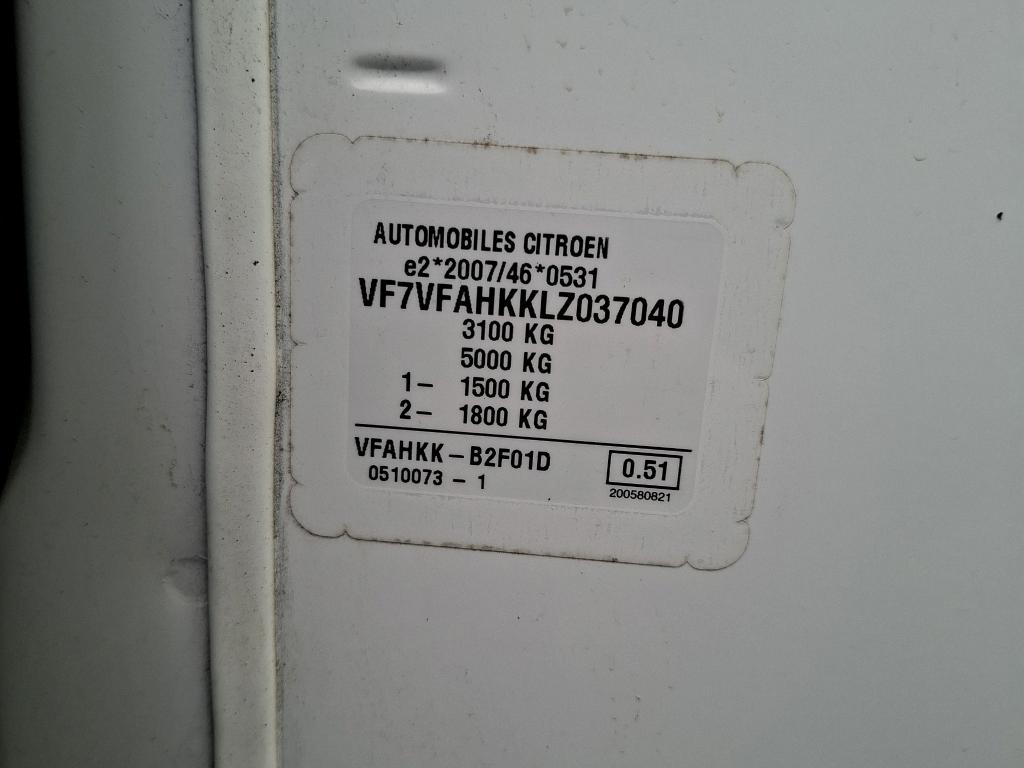 AUTOMOBILES CITROEN
e2*2007/46*0531
VF7VFAHKKLZ037040
3100 KG
5000 KG
1- 1500 KG
2- 1800 KG
VFAHKK-B2F01D
0.51
0510073 - 1
200580821